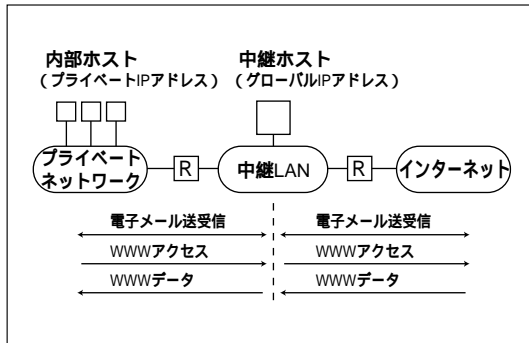 内部ホスト
（プライベートIPアドレス）
中継ホスト
（グローバルIPアドレス）
プライベート
ネットワーク
R
中継LAN
R
インターネット
電子メール送受信
電子メール送受信
WWWアクセス
WWWアクセス
WWWデータ
WWWデータ